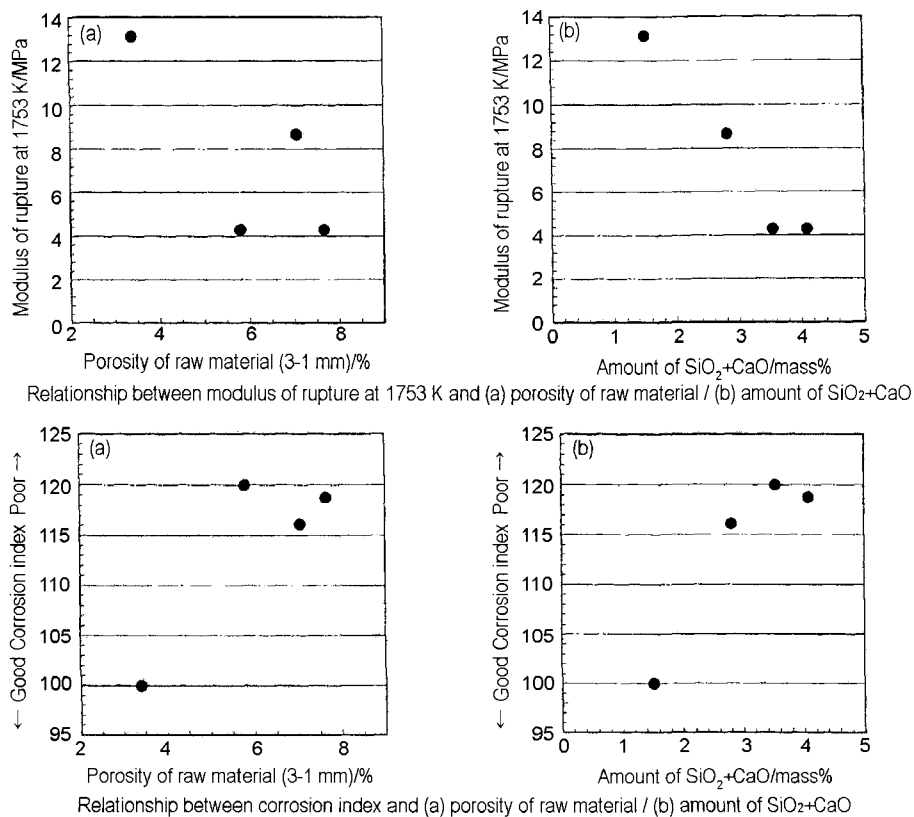 (a)
Modulus of rupture at 1753 K/MPa
14
12
10
8
6
4
2
0
2 4 6 8
Porosity of raw material (3-1 mm)/%
(b)
Modulus of rupture at 1753 K/MPa
14
12
10
8
6
4
2
0
0 1 2 3 4 5
Amount of SiO₂+CaO/mass%
Relationship between modulus of rupture at 1753 K and (a) porosity of raw material / (b) amount of SiO₂+CaO
(a)
← Good Corrosion index Poor →
125
120
115
110
105
100
95
2 4 6 8
Porosity of raw material (3-1 mm)/%
(b)
← Good Corrosion index Poor →
125
120
115
110
105
100
95
0 1 2 3 4 5
Amount of SiO₂+CaO/mass%
Relationship between corrosion index and (a) porosity of raw material / (b) amount of SiO₂+CaO